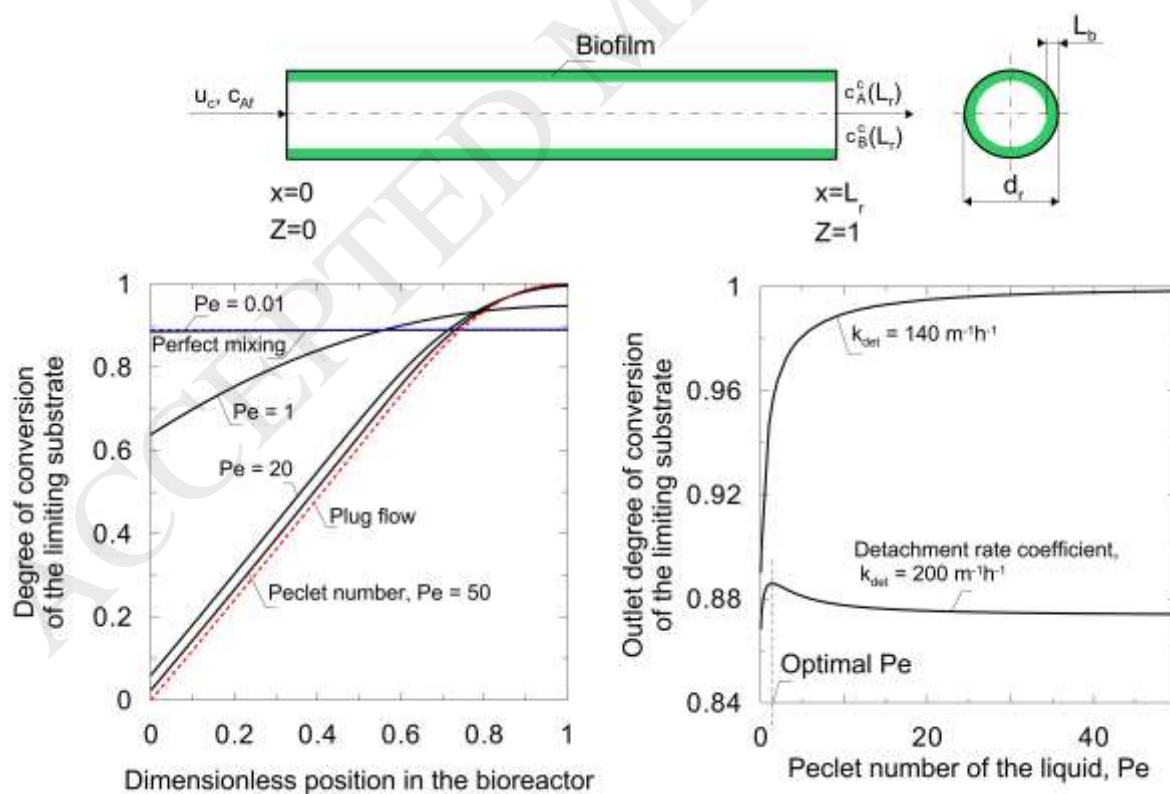 ACCEPTED M
Biofilm
L_b
u_c, c_Af
c_A^c(L_r)
c_B^c(L_r)
x=0
Z=0
x=L_r
Z=1
d_r
Degree of conversion
of the limiting substrate
1
0.8
0.6
0.4
0.2
0
Pe = 0.01
Perfect mixing
Pe = 1
Pe = 20
Plug flow
Peclet number, Pe = 50
0
0.2
0.4
0.6
0.8
1
Dimensionless position in the bioreactor
Outlet degree of conversion
of the limiting substrate
1
0.96
0.92
0.88
0.84
k_det = 140 m⁻¹h⁻¹
Detachment rate coefficient,
k_det = 200 m⁻¹h⁻¹
Optimal Pe
0
20
40
Peclet number of the liquid, Pe